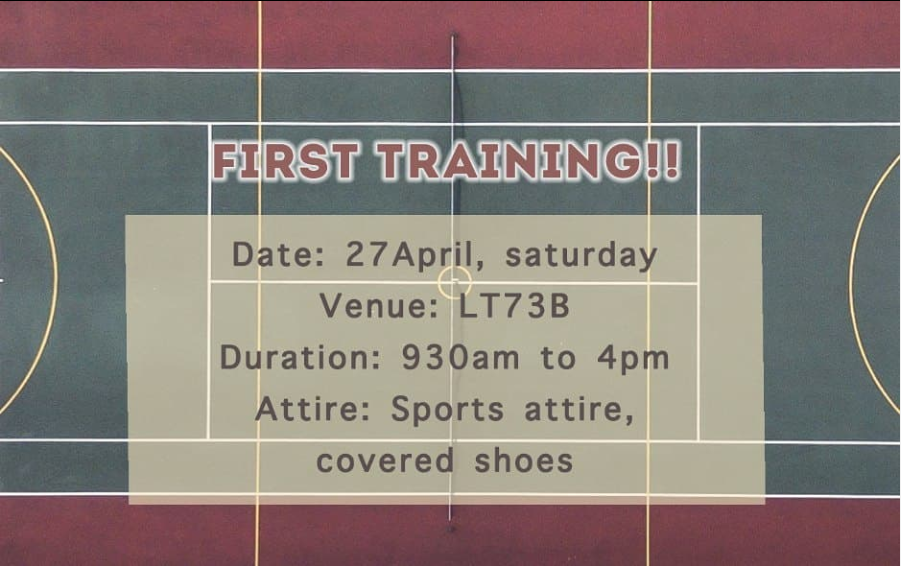 FIRST TRAINING!!
Date: 27April, saturday
Venue: LT73B
Duration: 930am to 4pm
Attire: Sports attire,
covered shoes